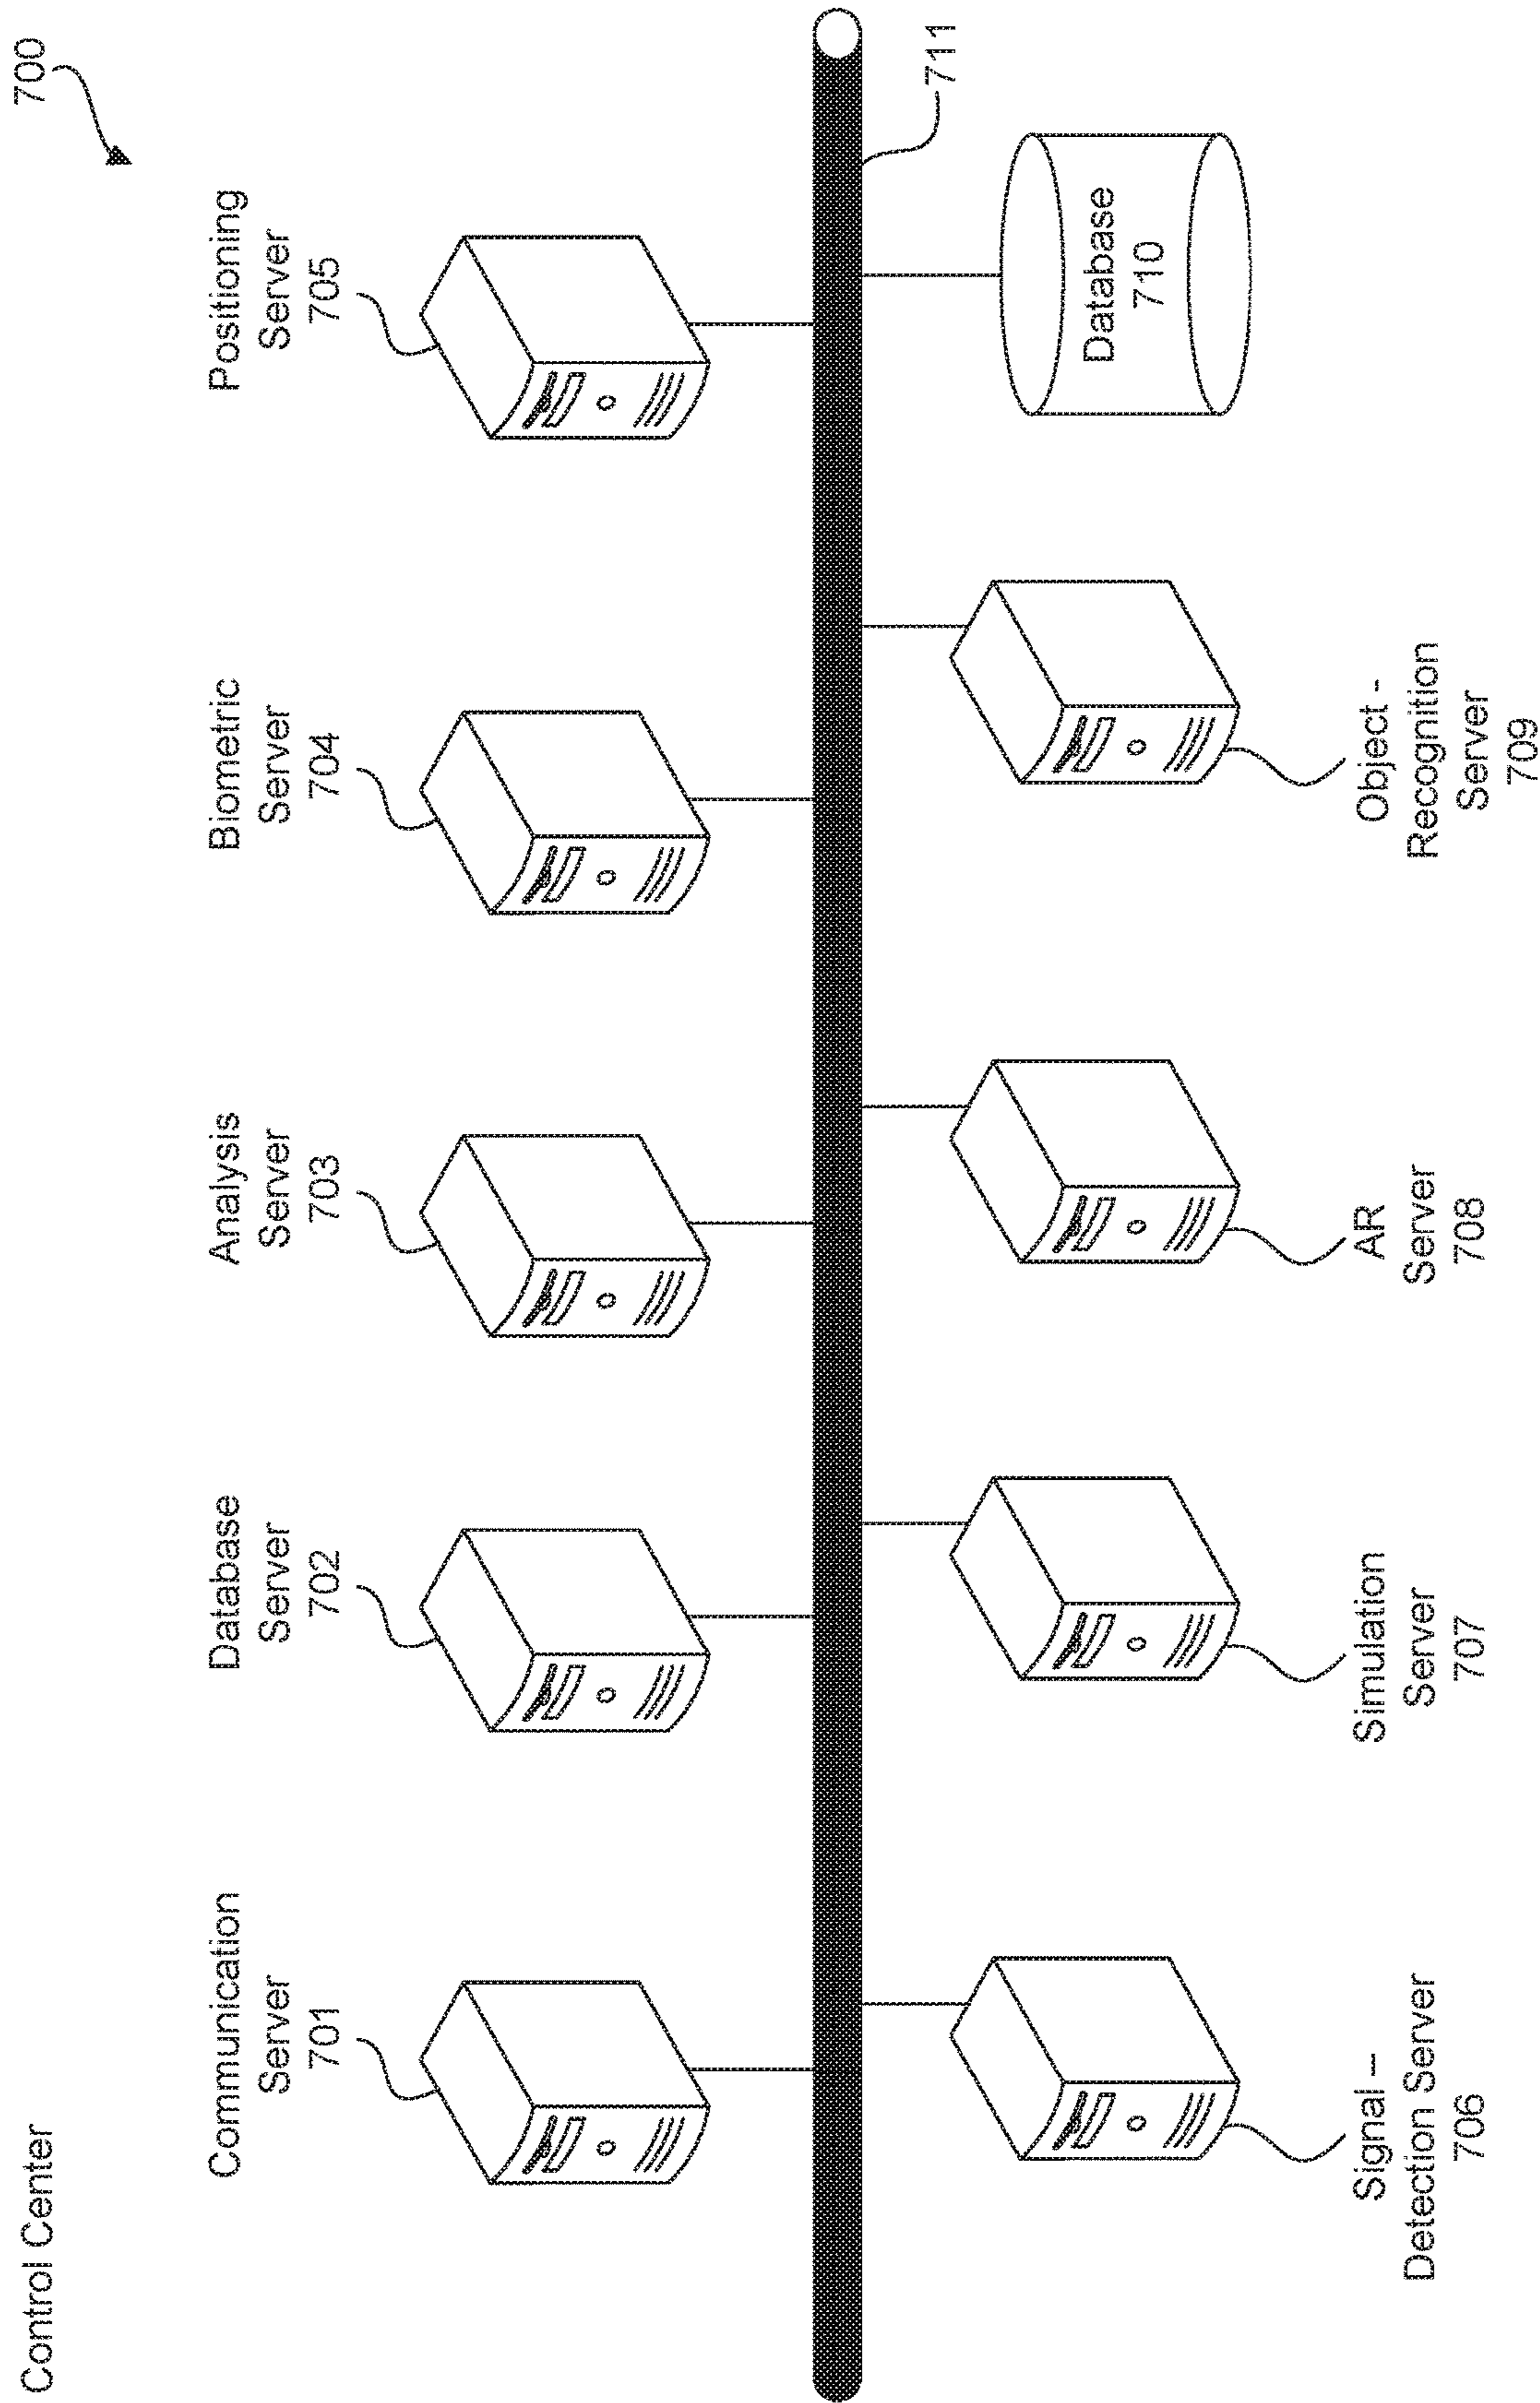 Control Center
700
Communication
Server
701
Database
Server
702
Analysis
Server
703
Biometric
Server
704
Positioning
Server
705
711
Database
710
Signal –
Detection Server
706
Simulation
Server
707
AR
Server
708
Object -
Recognition
Server
709